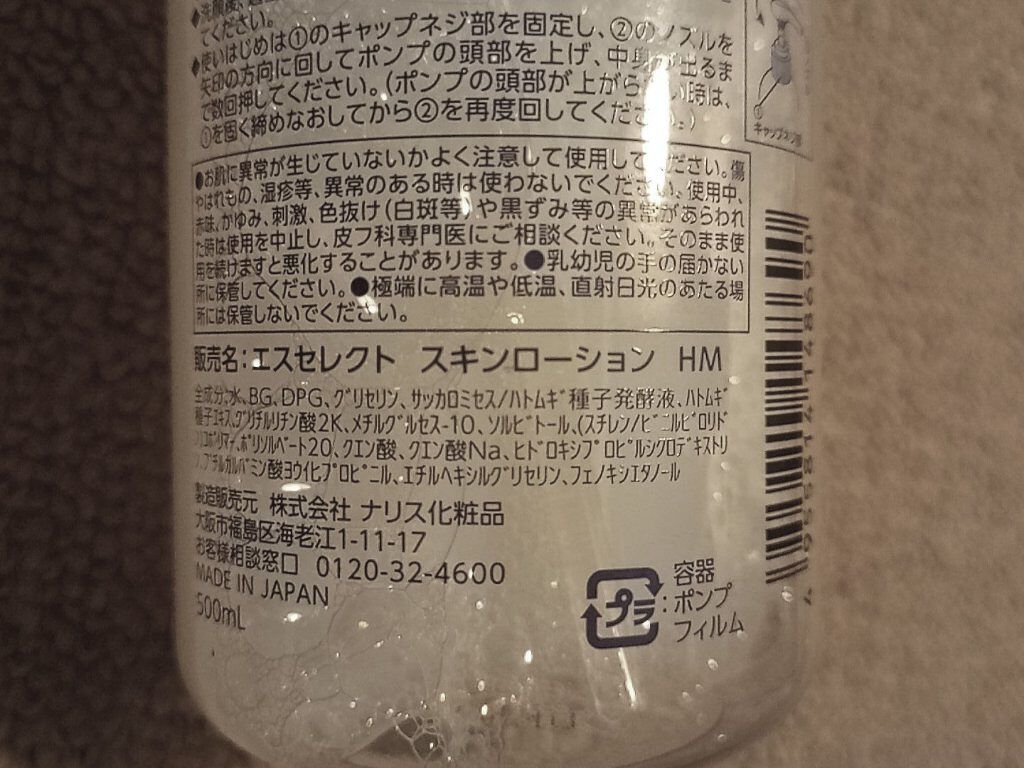 てください。
◆使いはじめは①のキャップネジ部を固定し、②のノズルを
矢印の方向に回してポンプの頭部を上げ、中身が出るま
で数回押してください。(ポンプの頭部が上がらない時は、
①を固く締めなおしてから②を再度回してください。)
キャップネジ部
●お肌に異常が生じていないかよく注意して使用してください。傷
やはれもの、湿疹等、異常のある時は使わないでください。使用中、
赤味、かゆみ、刺激、色抜け(白斑等)や黒ずみ等の異常があらわれ
た時は使用を中止し、皮フ科専門医にご相談ください。そのまま使
用を続けますと悪化することがあります。●乳幼児の手の届かない
所に保管してください。●極端に高温や低温、直射日光のあたる場
所には保管しないでください。
販売名:エスセレクト スキンローション HM
全成分:水、BG、DPG、グリセリン、サッカロミセス/ハトムギ種子発酵液、ハトムギ
種子エキス、グリチルリチン酸2K、メチルグルセス-10、ソルビトール、(スチレン/ビニルピロリド
ン)コポリマー、ポリソルベート20、クエン酸、クエン酸Na、ヒドロキシプロピルシクロデキストリ
ン、ブチルカルバミン酸ヨウ化プロピニル、エチルヘキシルグリセリン、フェノキシエタノール
製造販売元 株式会社 ナリス化粧品
大阪市福島区海老江1-11-17
お客様相談窓口 0120-32-4600
MADE IN JAPAN
500mL
プラ
:
容器
ポンプ
フィルム